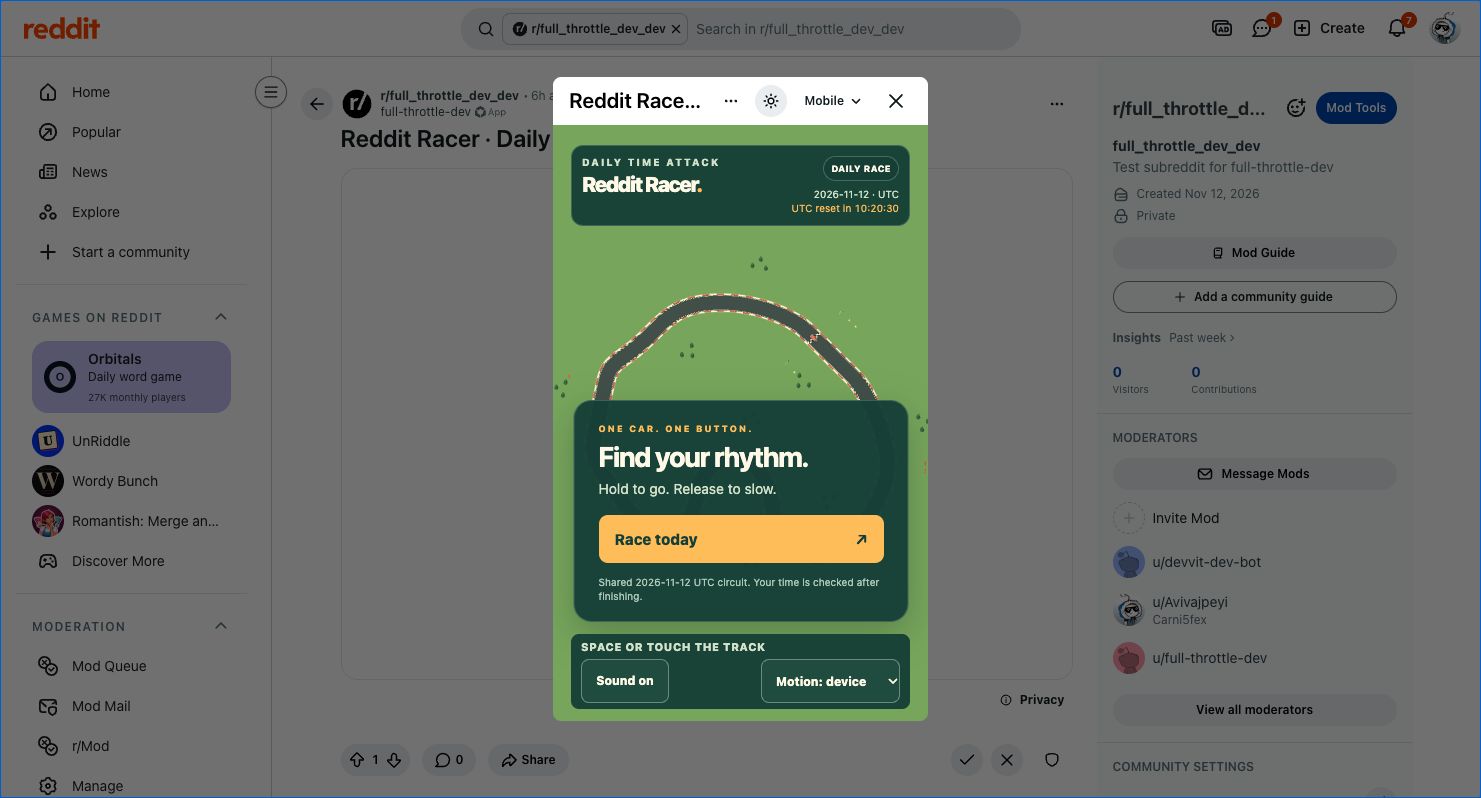 reddit
r/full_throttle_dev_dev
Search in r/full_throttle_dev_dev
AD
1
Create
7
Home
Popular
News
Explore
Start a community
GAMES ON REDDIT
Orbitals
Daily word game
27K monthly players
UnRiddle
Wordy Bunch
Romantish: Merge an...
Discover More
MODERATION
Mod Queue
Mod Mail
r/Mod
Manage
r/full_throttle_dev_dev • 6h
full-throttle-dev App
Reddit Racer · Daily
Reddit Race...
Mobile
DAILY TIME ATTACK
Reddit Racer.
DAILY RACE
2026-11-12 · UTC
UTC reset in 10:20:30
ONE CAR. ONE BUTTON.
Find your rhythm.
Hold to go. Release to slow.
Race today
Shared 2026-11-12 UTC circuit. Your time is checked after
finishing.
SPACE OR TOUCH THE TRACK
Sound on
Motion: device
Privacy
1
0
Share
r/full_throttle_d...
Mod Tools
full_throttle_dev_dev
Test subreddit for full-throttle-dev
Created Nov 12, 2026
Private
Mod Guide
Add a community guide
Insights Past week
0
0
Visitors
Contributions
MODERATORS
Message Mods
Invite Mod
u/devvit-dev-bot
u/Avivajpeyi
Carni5fex
u/full-throttle-dev
View all moderators
COMMUNITY SETTINGS